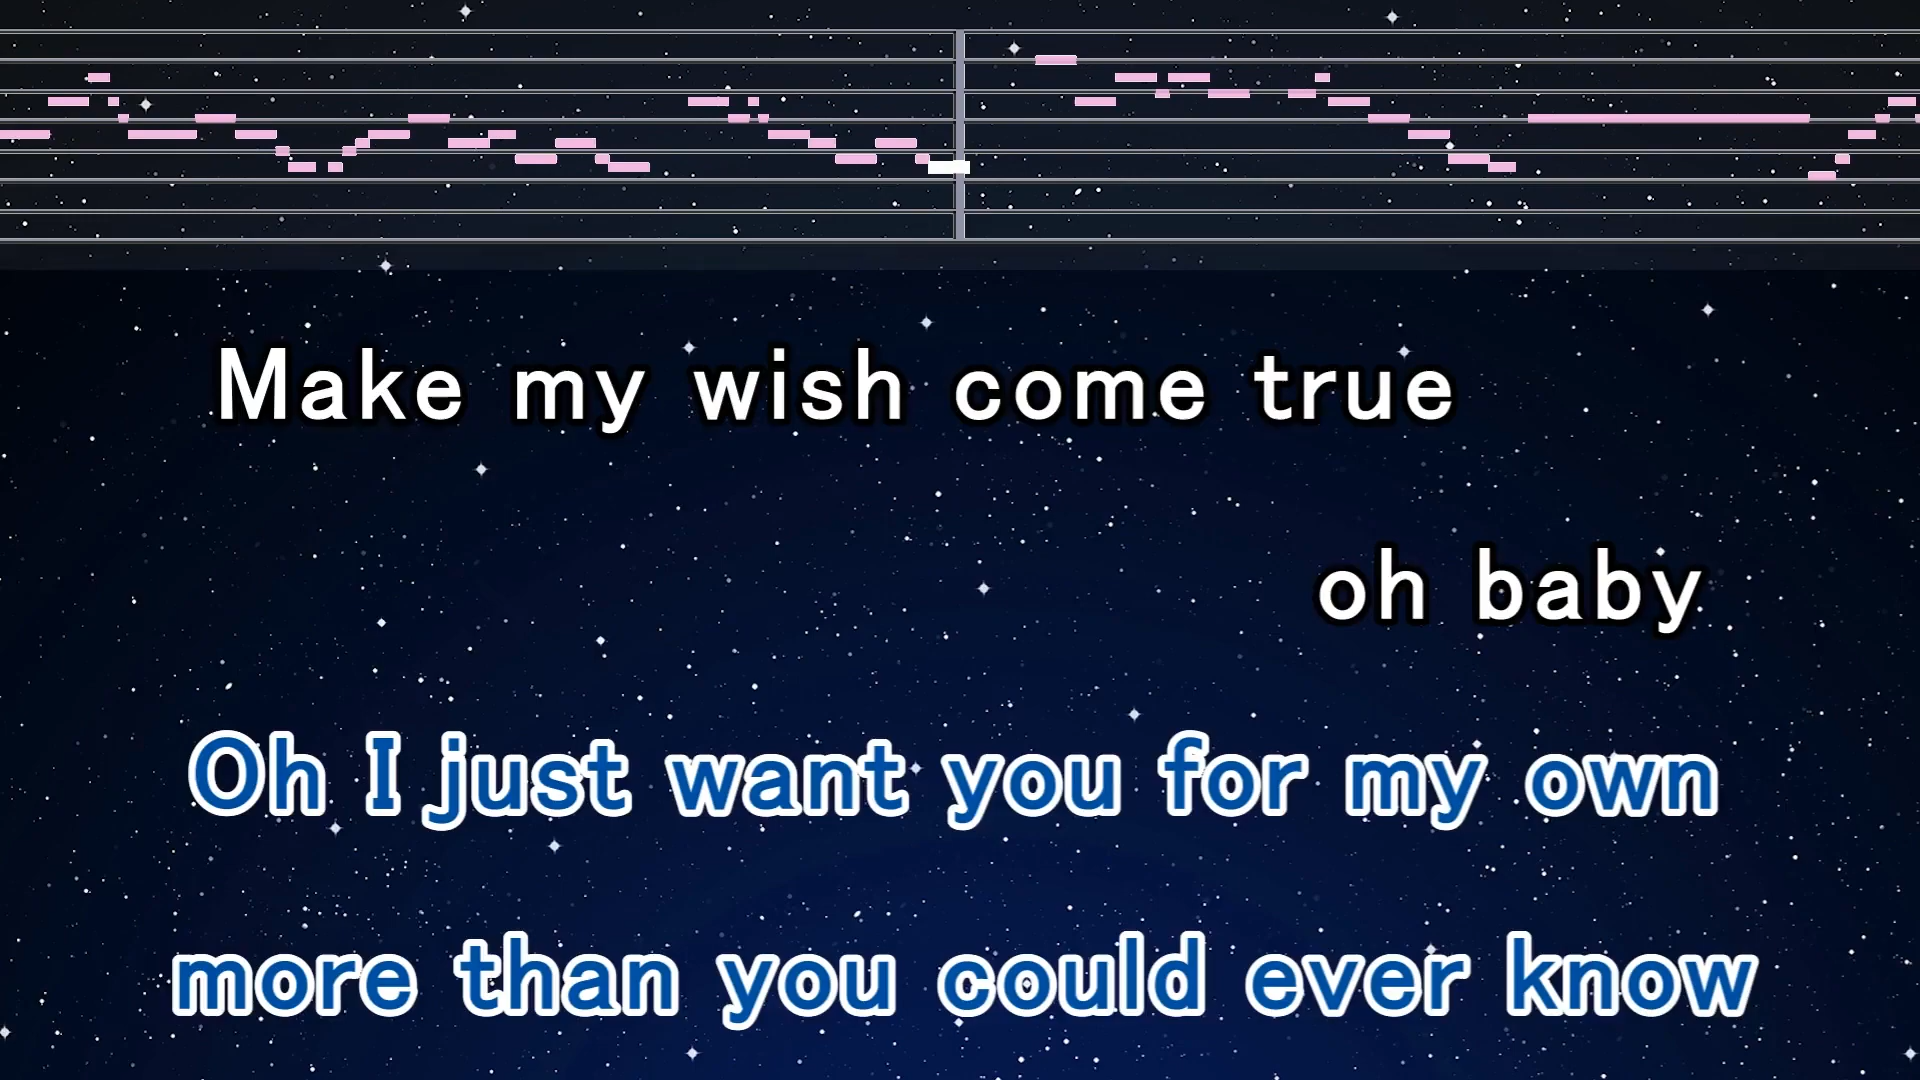 Make my wish come true
oh baby
Oh I just want you for my own
more than you could ever know